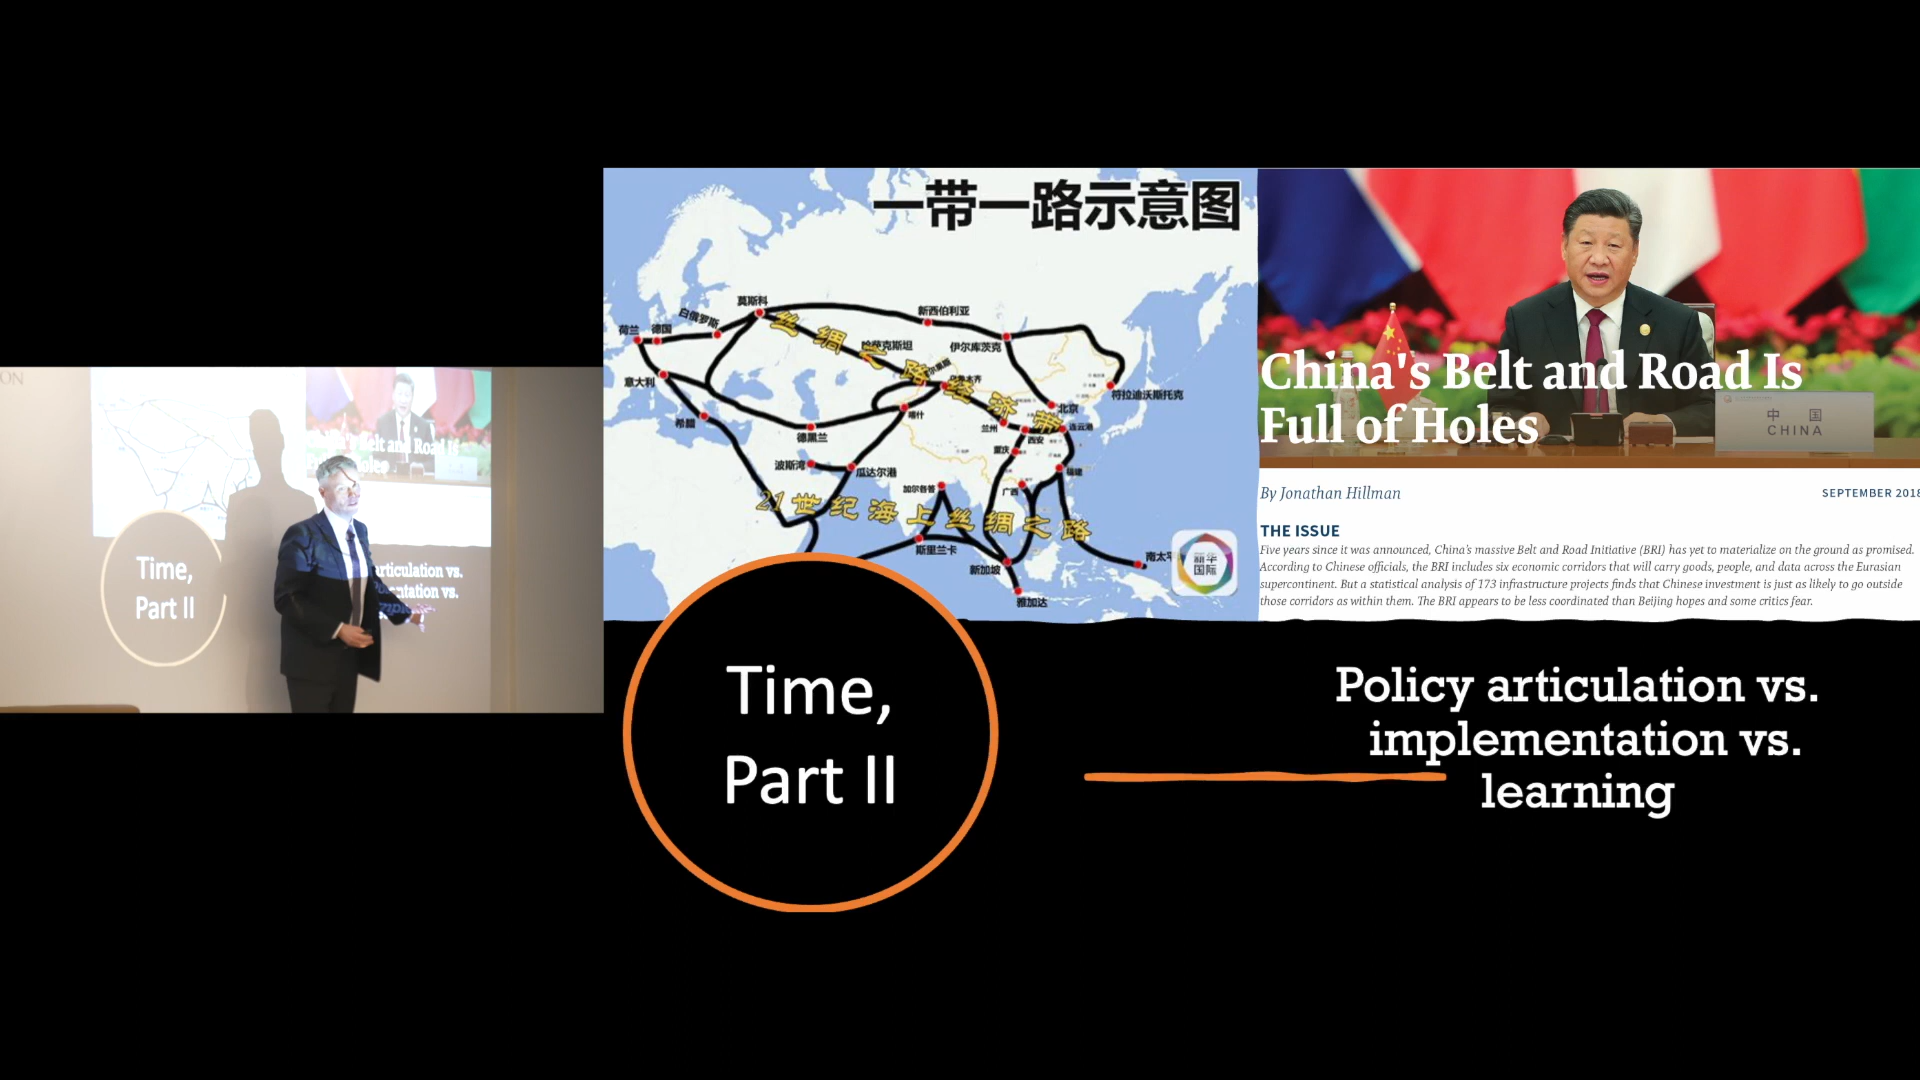 ON
Time,
Part II
一带一路示意图
莫斯科
新西伯利亚
白俄罗斯
荷兰
德国
哈萨克斯坦
伊尔库茨克
意大利
符拉迪沃斯托克
喀什
北京
希腊
德黑兰
兰州
连云港
西安
重庆
波斯湾
瓜达尔港
福建
加尔各答
广西
丝绸之路经济带
21世纪海上丝绸之路
斯里兰卡
新加坡
南太平
雅加达
新华
国际
中 国
CHINA
China's Belt and Road Is
Full of Holes
By Jonathan Hillman
SEPTEMBER 2018
THE ISSUE
Five years since it was announced, China's massive Belt and Road Initiative (BRI) has yet to materialize on the ground as promised.
According to Chinese officials, the BRI includes six economic corridors that will carry goods, people, and data across the Eurasian
supercontinent. But a statistical analysis of 173 infrastructure projects finds that Chinese investment is just as likely to go outside
those corridors as within them. The BRI appears to be less coordinated than Beijing hopes and some critics fear.
Time,
Part II
Policy articulation vs.
implementation vs.
learning